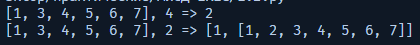 [1, 3, 4, 5, 6, 7], 4 => 2
[1, 3, 4, 5, 6, 7], 2 => [1, [1, 2, 3, 4, 5, 6, 7]]